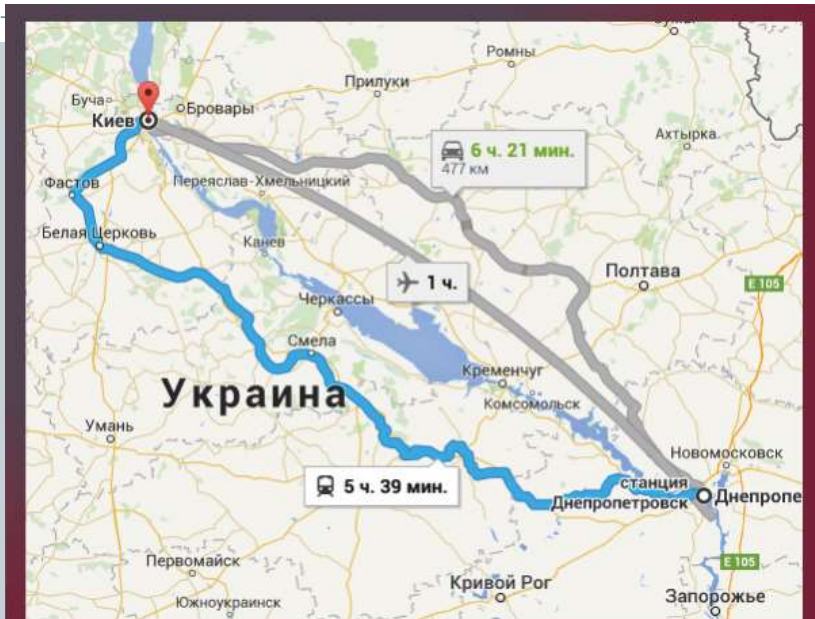 Ромны
Прилуки
Буча
Бровары
Киев
Ахтырка
6 ч. 21 мин.
477 км
Фастов
Переяслав-Хмельницкий
Белая Церковь
Канев
Полтава
1 ч.
E 105
Черкассы
Смела
Кременчуг
Украина
Комсомольск
Умань
Новомосковск
5 ч. 39 мин.
станция
Днепропетровск
Днепропе
E 105
Первомайск
Кривой Рог
Южноукраинск
Запорожье